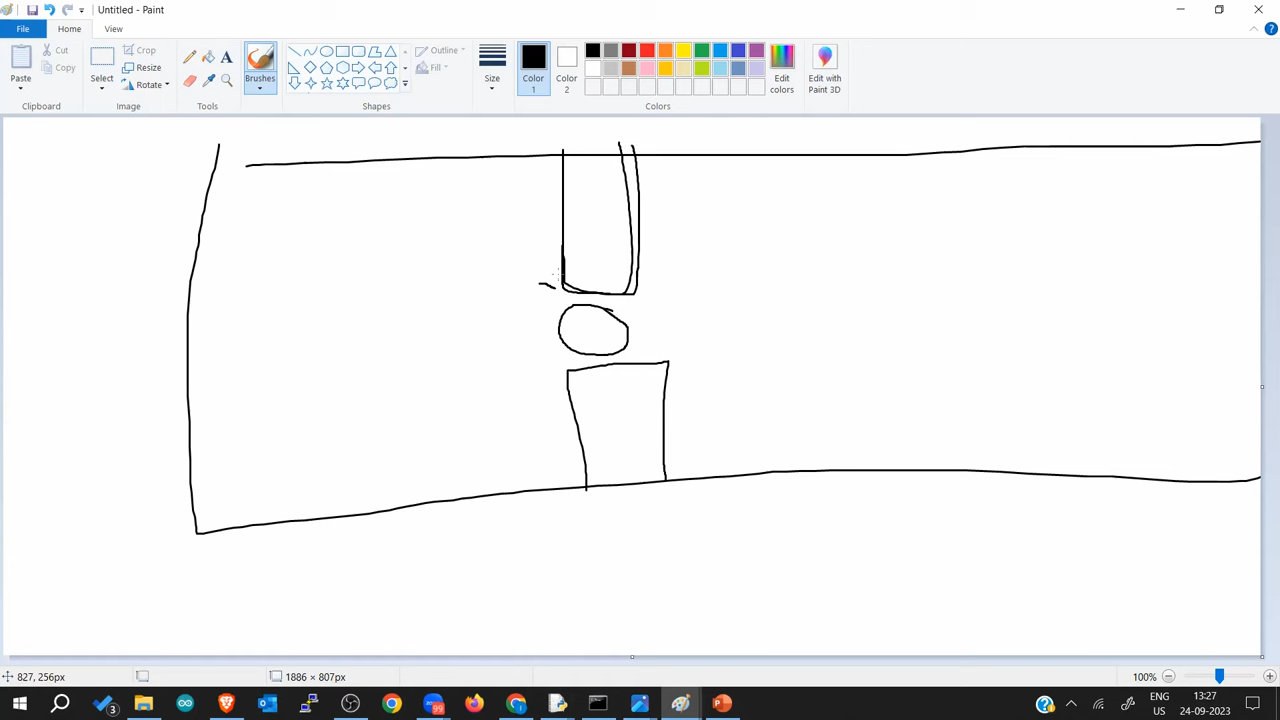 Untitled - Paint
File
Home
View
Cut
Copy
Paste
Clipboard
Crop
Resize
Rotate
Select
Image
Tools
Brushes
Outline
Fill
Shapes
Size
Color 1
Color 2
Edit colors
Colors
Edit with Paint 3D
827, 256px
1886 × 807px
100%
3
99
ENG
US
13:27
24-09-2023